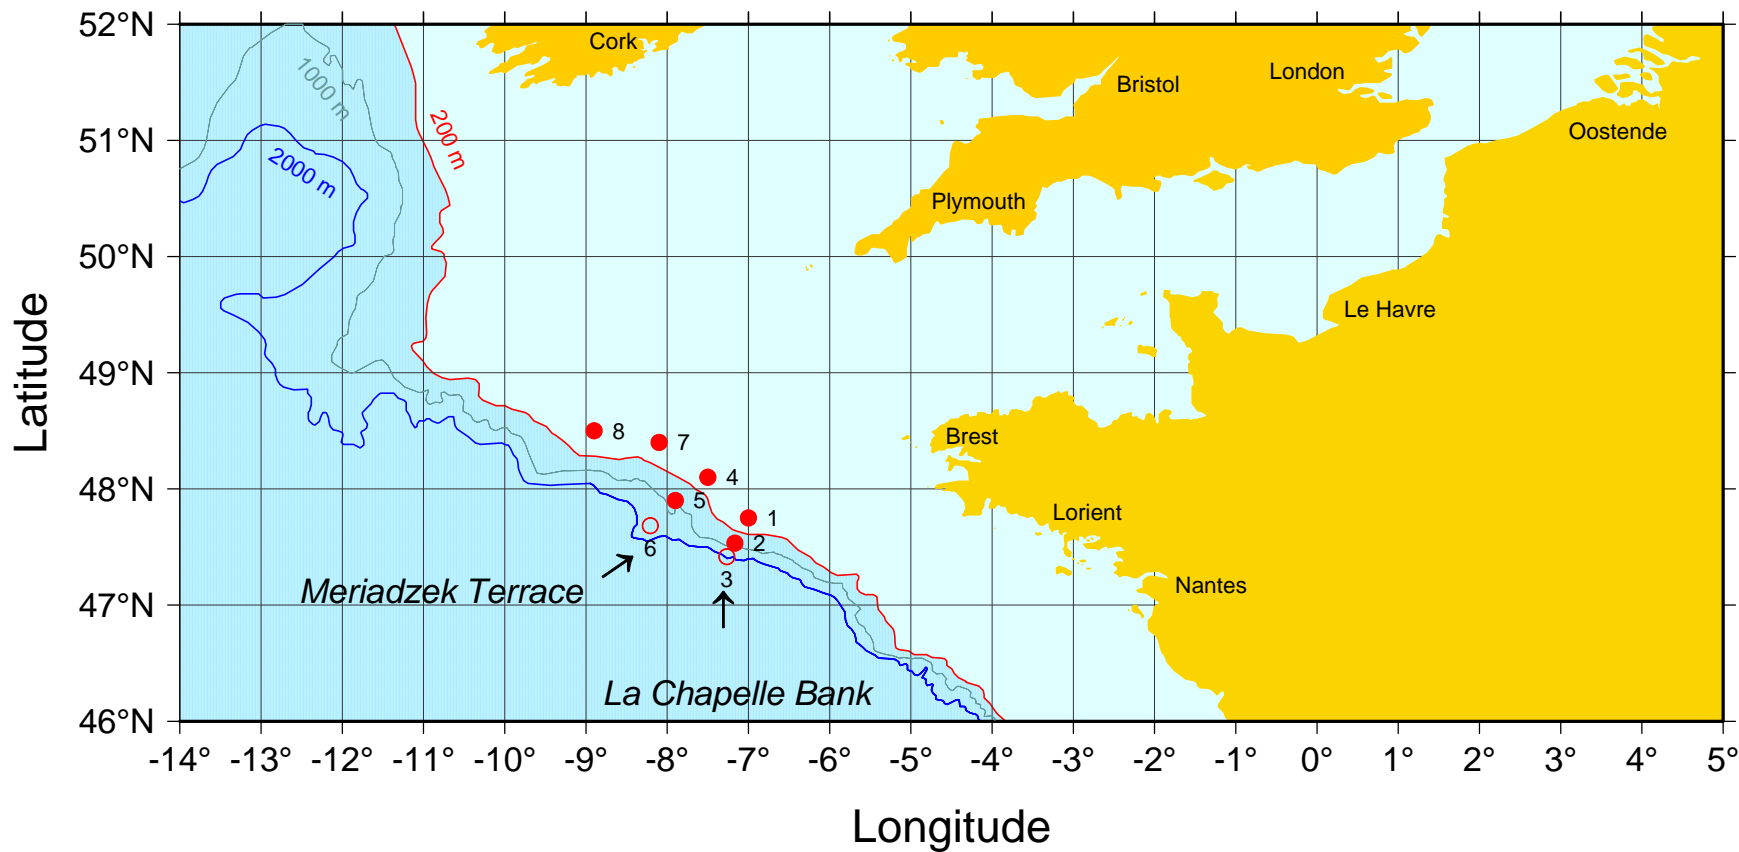 52°N
51°N
50°N
49°N
48°N
47°N
46°N
Latitude
Cork
Bristol
London
Oostende
1000 m
200 m
2000 m
Plymouth
Le Havre
8
7
Brest
4
5
1
Lorient
2
6
3
Meriadzek Terrace
Nantes
La Chapelle Bank
-14° -13° -12° -11° -10° -9° -8° -7° -6° -5° -4° -3° -2° -1° 0° 1° 2° 3° 4° 5°
Longitude